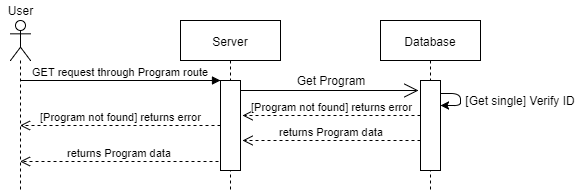 User
Server
Database
GET request through Program route
Get Program
[Get single] Verify ID
[Program not found] returns error
[Program not found] returns error
returns Program data
returns Program data